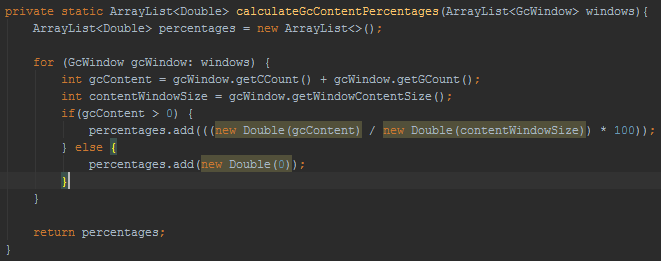 private static ArrayList<Double> calculateGcContentPercentages(ArrayList<GcWindow> windows){
    ArrayList<Double> percentages = new ArrayList<>();

    for (GcWindow gcWindow: windows) {
        int gcContent = gcWindow.getCCount() + gcWindow.getGCount();
        int contentWindowSize = gcWindow.getWindowContentSize();
        if(gcContent > 0) {
            percentages.add(((new Double(gcContent) / new Double(contentWindowSize)) * 100));
        } else {
            percentages.add(new Double(0));
        }
    }

    return percentages;
}